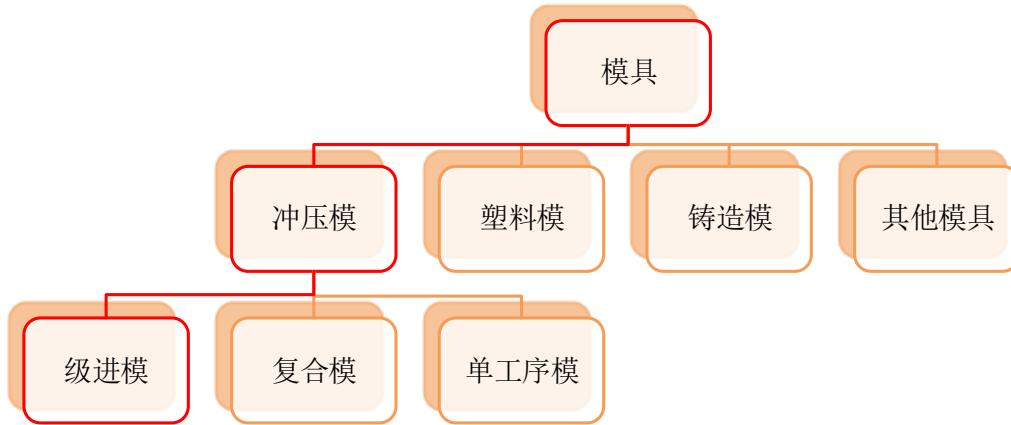 模具
冲压模
塑料模
铸造模
其他模具
级进模
复合模
单工序模